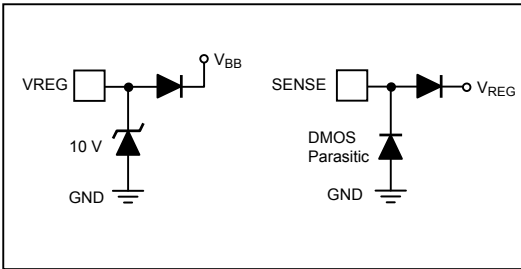 VREG
VBB
10 V
GND
SENSE
VREG
DMOS
Parasitic
GND